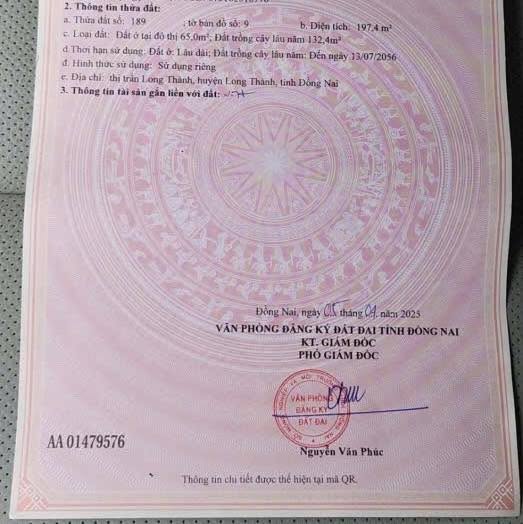 2. Thông tin thửa đất:
a. Thửa đất số: 189 ; tờ bản đồ số: 9 b. Diện tích: 197,4 m²
c. Loại đất: Đất ở tại đô thị 65,0m²; Đất trồng cây lâu năm 132,4m²
d.Thời hạn sử dụng: Đất ở: Lâu dài; Đất trồng cây lâu năm: Đến ngày 13/07/2056
đ. Hình thức sử dụng: Sử dụng riêng
e. Địa chỉ: thị trấn Long Thành, huyện Long Thành, tỉnh Đồng Nai
3. Thông tin tài sản gắn liền với đất:
Đồng Nai, ngày tháng năm 2025
VĂN PHÒNG ĐĂNG KÝ ĐẤT ĐAI TỈNH ĐỒNG NAI
KT. GIÁM ĐỐC
PHÓ GIÁM ĐỐC
VĂN PHÒNG
ĐĂNG KÝ
ĐẤT ĐAI
Nguyễn Văn Phúc
AA 01479576
Thông tin chi tiết được thể hiện tại mã QR.